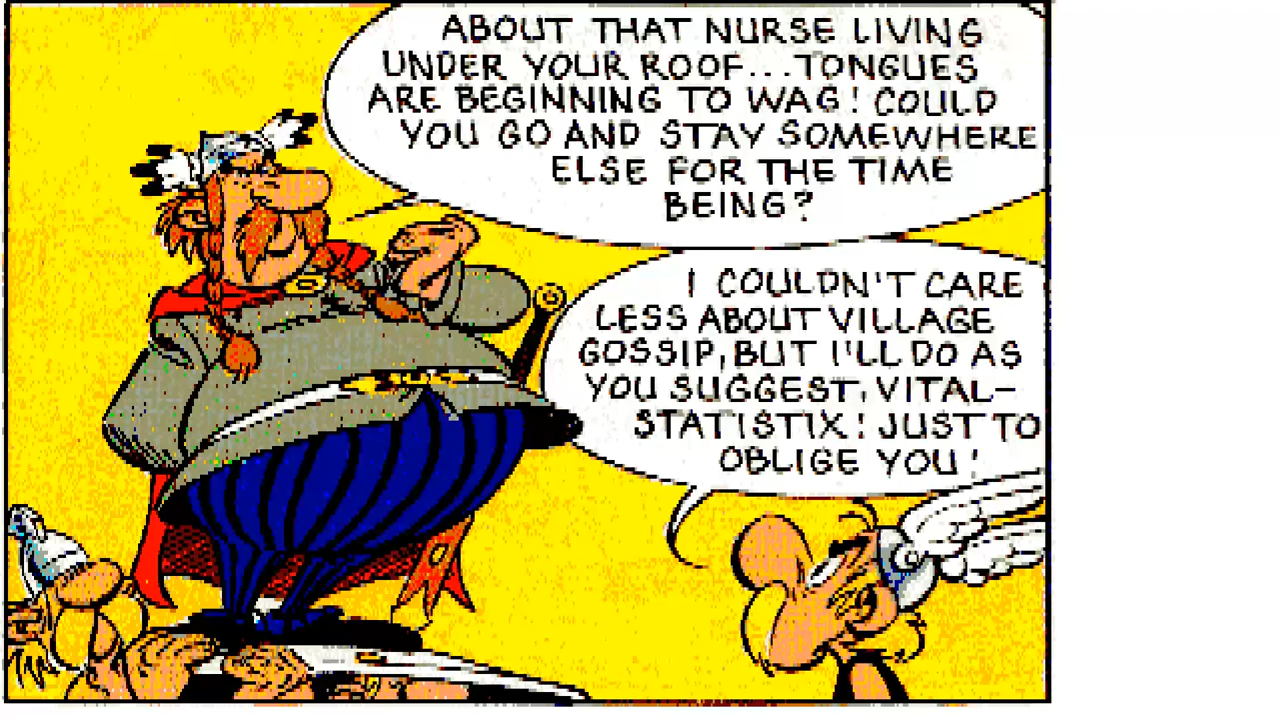 ABOUT THAT NURSE LIVING
UNDER YOUR ROOF...TONGUES
ARE BEGINNING TO WAG! COULD
YOU GO AND STAY SOMEWHERE
ELSE FOR THE TIME
BEING?
I COULDN'T CARE
LESS ABOUT VILLAGE
GOSSIP, BUT I'LL DO AS
YOU SUGGEST, VITAL-
STATISTIX! JUST TO
OBLIGE YOU!